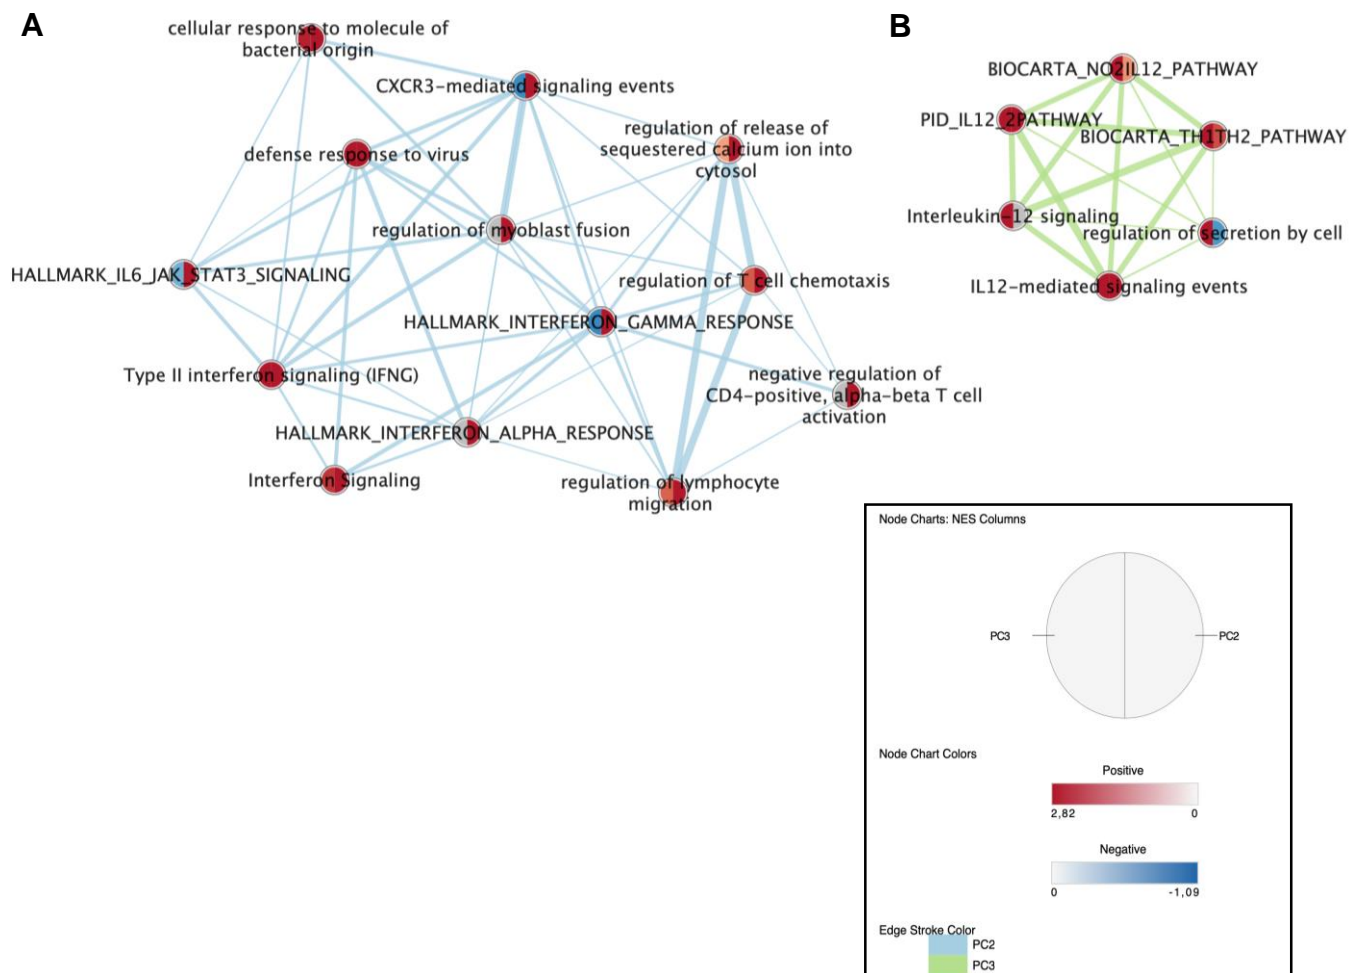 A
cellular response to molecule of
bacterial origin
CXCR3-mediated signaling events
regulation of release of
sequestered calcium ion into
cytosol
defense response to virus
regulation of myoblast fusion
HALLMARK_IL6_JAK_STAT3_SIGNALING
regulation of T cell chemotaxis
HALLMARK_INTERFERON_GAMMA_RESPONSE
Type II interferon signaling (IFNG)
negative regulation of
CD4-positive, alpha-beta T cell
activation
HALLMARK_INTERFERON_ALPHA_RESPONSE
Interferon Signaling
regulation of lymphocyte
migration
B
BIOCARTA_NO2IL12_PATHWAY
PID_IL12_2PATHWAY
BIOCARTA_TH1TH2_PATHWAY
Interleukin-12 signaling
regulation of secretion by cell
IL12-mediated signaling events
Node Charts: NES Columns
PC3
PC2
Node Chart Colors
Positive
2,82 0
Negative
0 -1,09
Edge Stroke Color
PC2
PC3